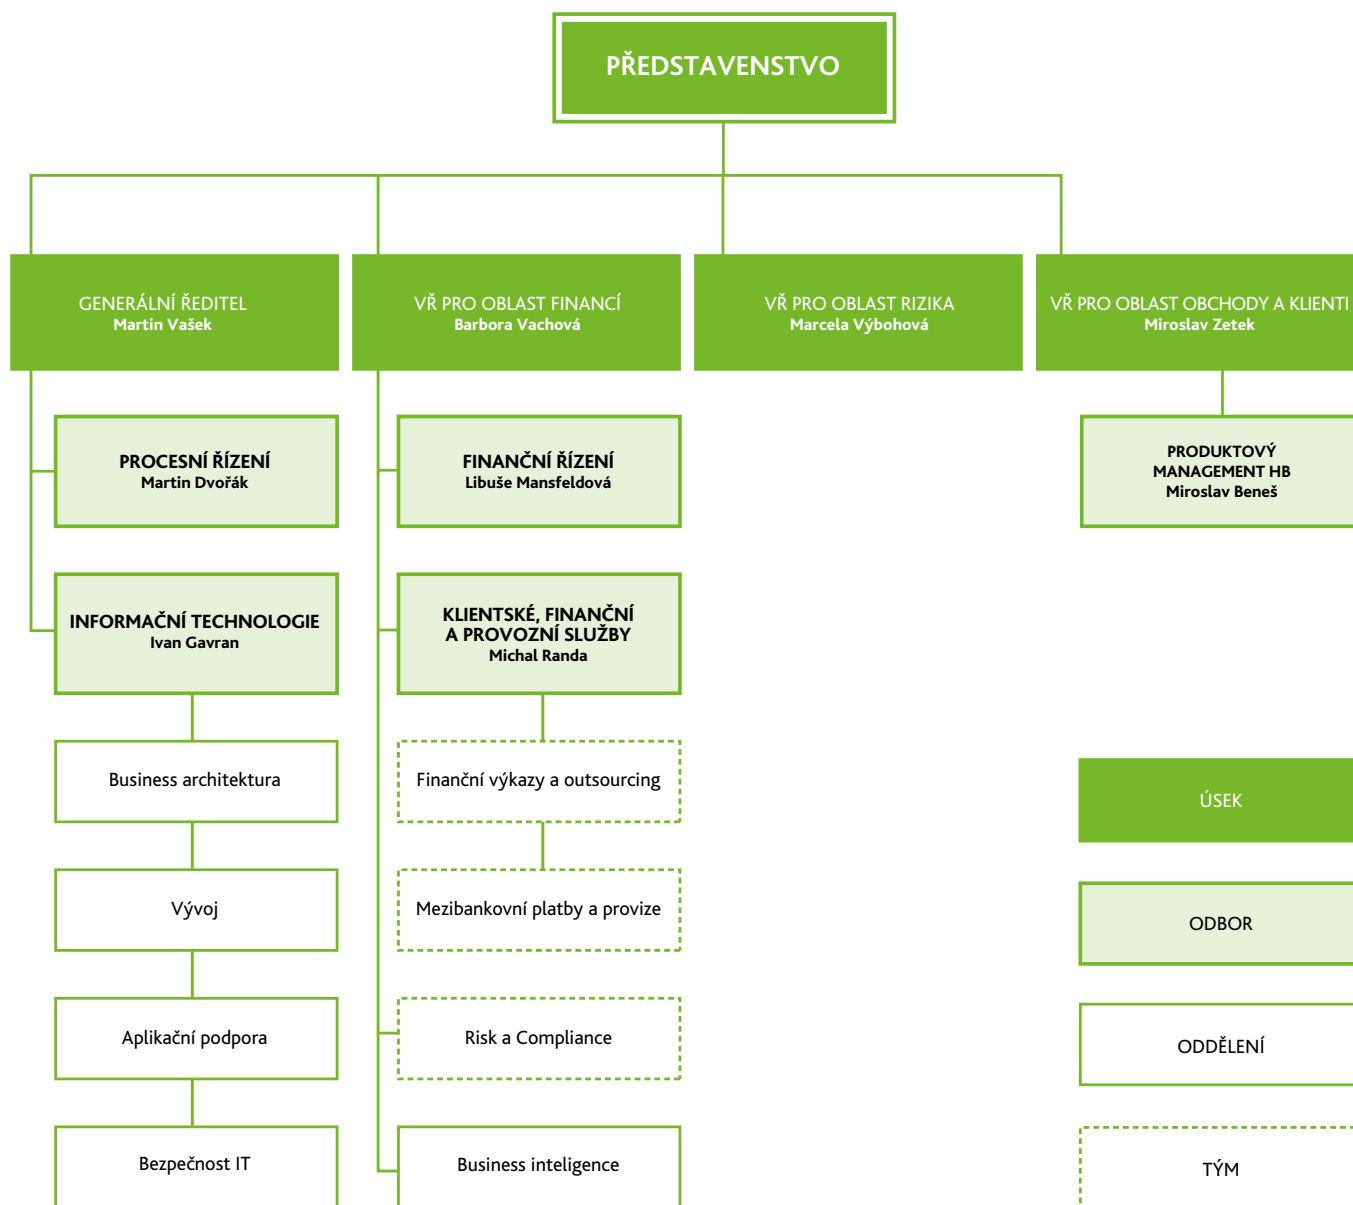 PŘEDSTAVENSTVO
GENERÁLNÍ ŘEDITEL
Martin Vašek
VŘ PRO OBLAST FINANCÍ
Barbora Vachová
VŘ PRO OBLAST RIZIKA
Marcela Výbohová
VŘ PRO OBLAST OBCHODY A KLIENTI
Miroslav Zetek
PROCESNÍ ŘÍZENÍ
Martin Dvořák
FINANČNÍ ŘÍZENÍ
Libuše Mansfeldová
PRODUKTOVÝ
MANAGEMENT HB
Miroslav Beneš
INFORMAČNÍ TECHNOLOGIE
Ivan Gavran
KLIENTSKÉ, FINANČNÍ
A PROVOZNÍ SLUŽBY
Michal Randa
Business architektura
Finanční výkazy a outsourcing
ÚSEK
Vývoj
Mezibankovní platby a provize
ODBOR
Aplikační podpora
Risk a Compliance
ODDĚLENÍ
Bezpečnost IT
Business inteligence
TÝM